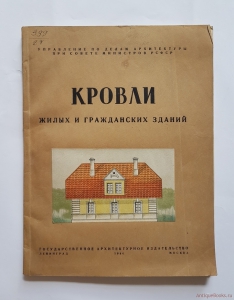 УПРАВЛЕНИЕ ПО ДЕЛАМ АРХИТЕКТУРЫ
ПРИ СОВЕТЕ МИНИСТРОВ РСФСР
КРОВЛИ
ЖИЛЫХ И ГРАЖДАНСКИХ ЗДАНИЙ
ГОСУДАРСТВЕННОЕ АРХИТЕКТУРНОЕ ИЗДАТЕЛЬСТВО
МОСКВА